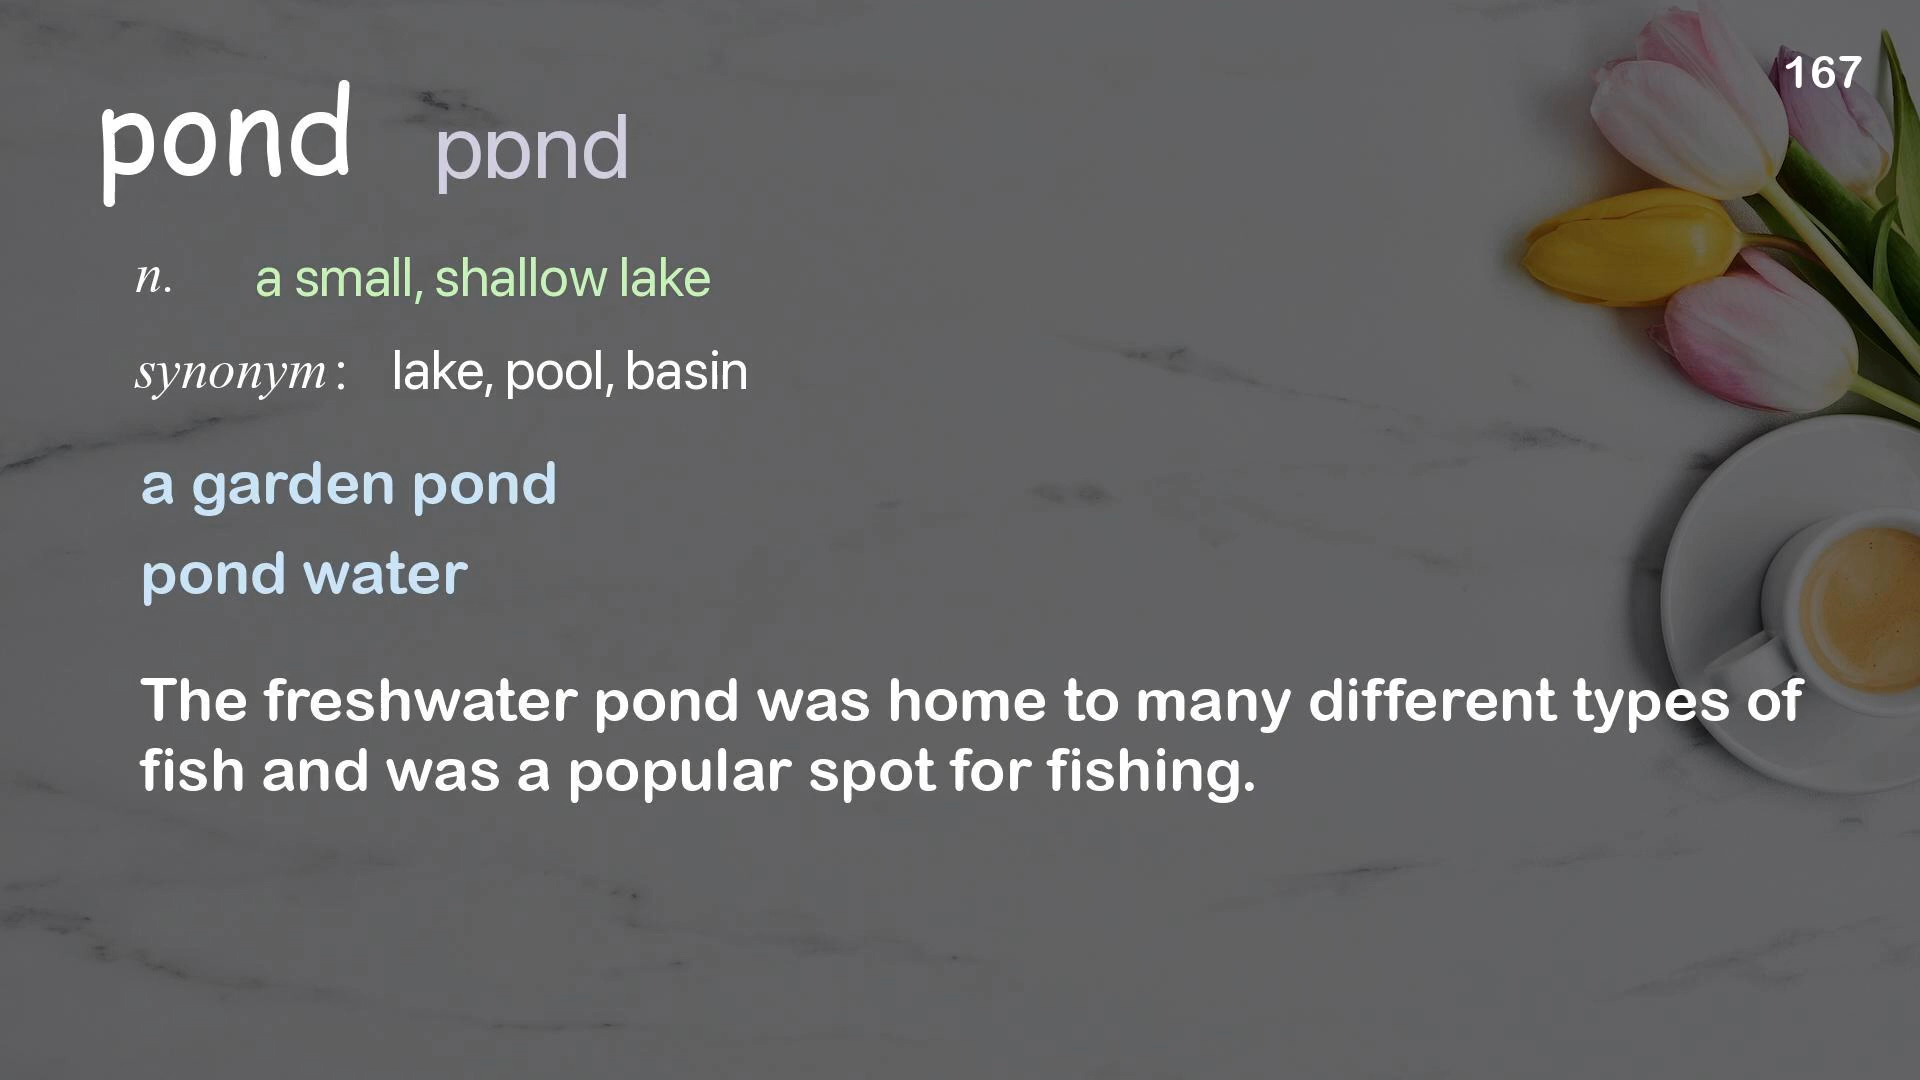 167
pond pɒnd
n. a small, shallow lake
synonym : lake, pool, basin
a garden pond
pond water
The freshwater pond was home to many different types of
fish and was a popular spot for fishing.